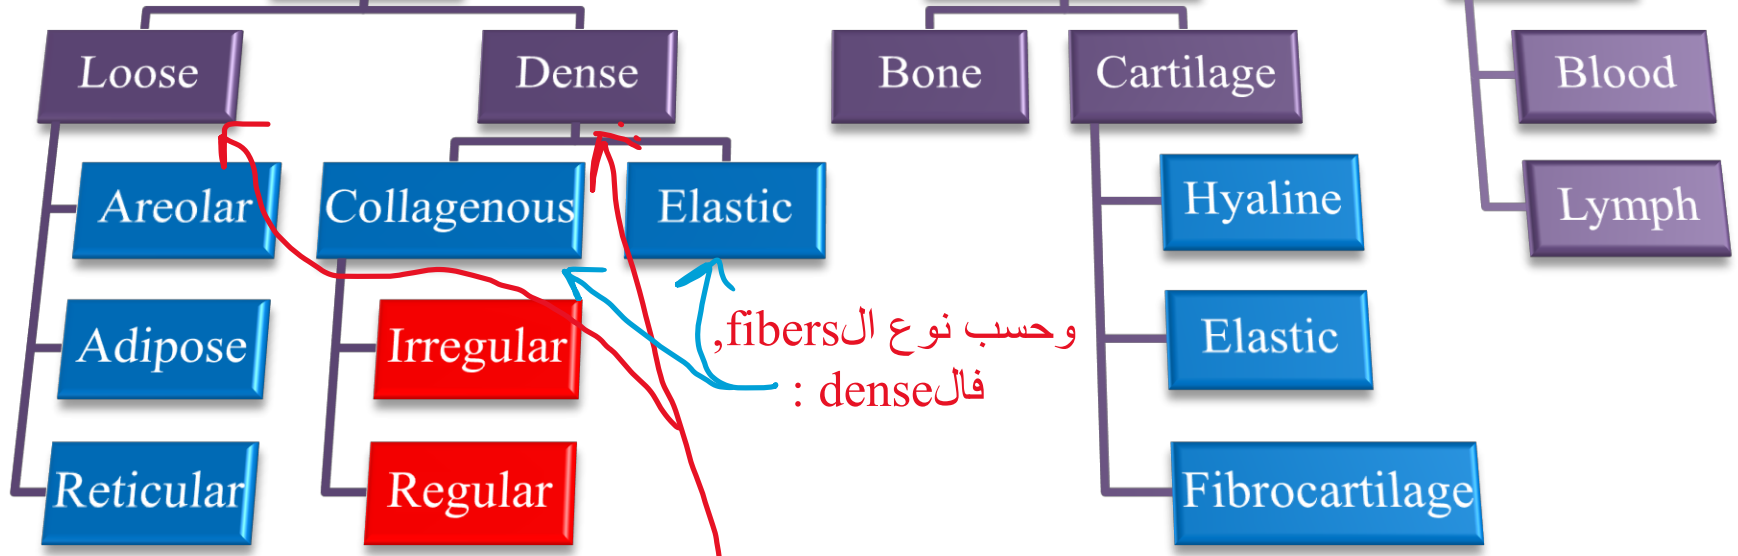 Loose
Dense
Bone
Cartilage
Blood
Areolar
Collagenous
Elastic
Hyaline
Lymph
Adipose
Irregular
وحسب نوع الfibers,
فالdense :
Elastic
Reticular
Regular
Fibrocartilage